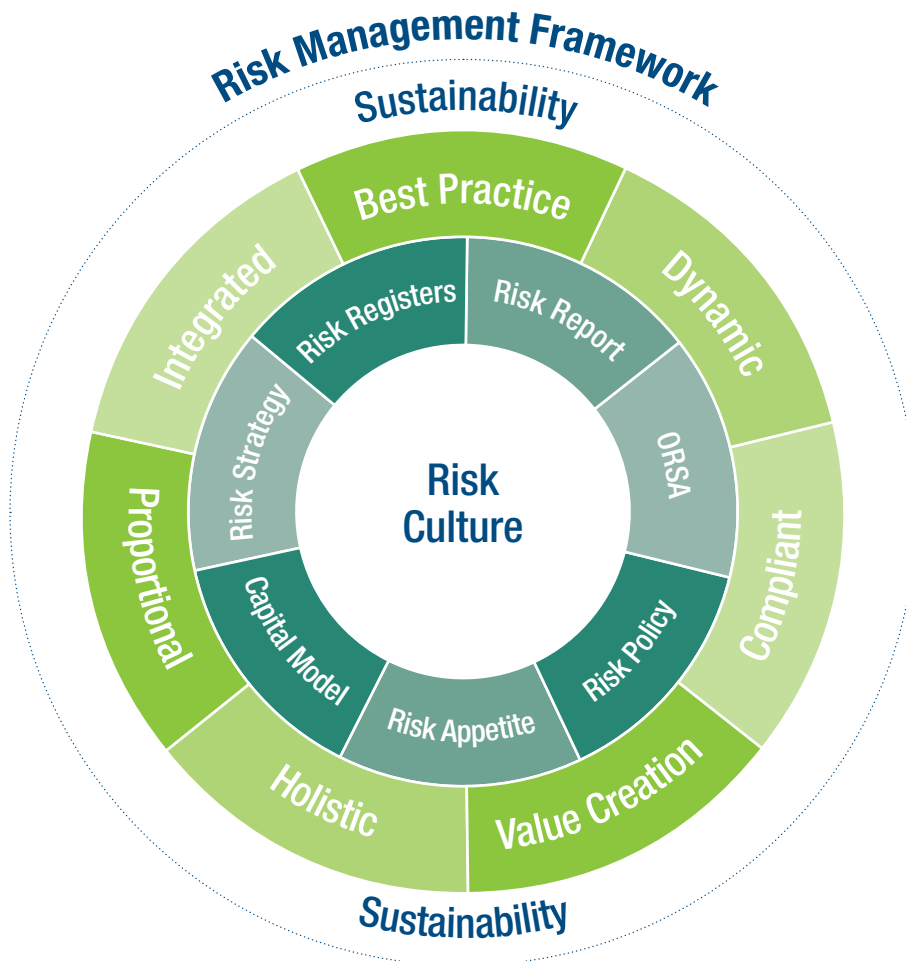 Risk Management Framework
Sustainability
Best Practice
Dynamic
Compliant
Value Creation
Holistic
Proportional
Integrated
Risk Registers
Risk Report
ORSA
Risk Policy
Risk Appetite
Capital Model
Risk Strategy
Risk
Culture
Sustainability